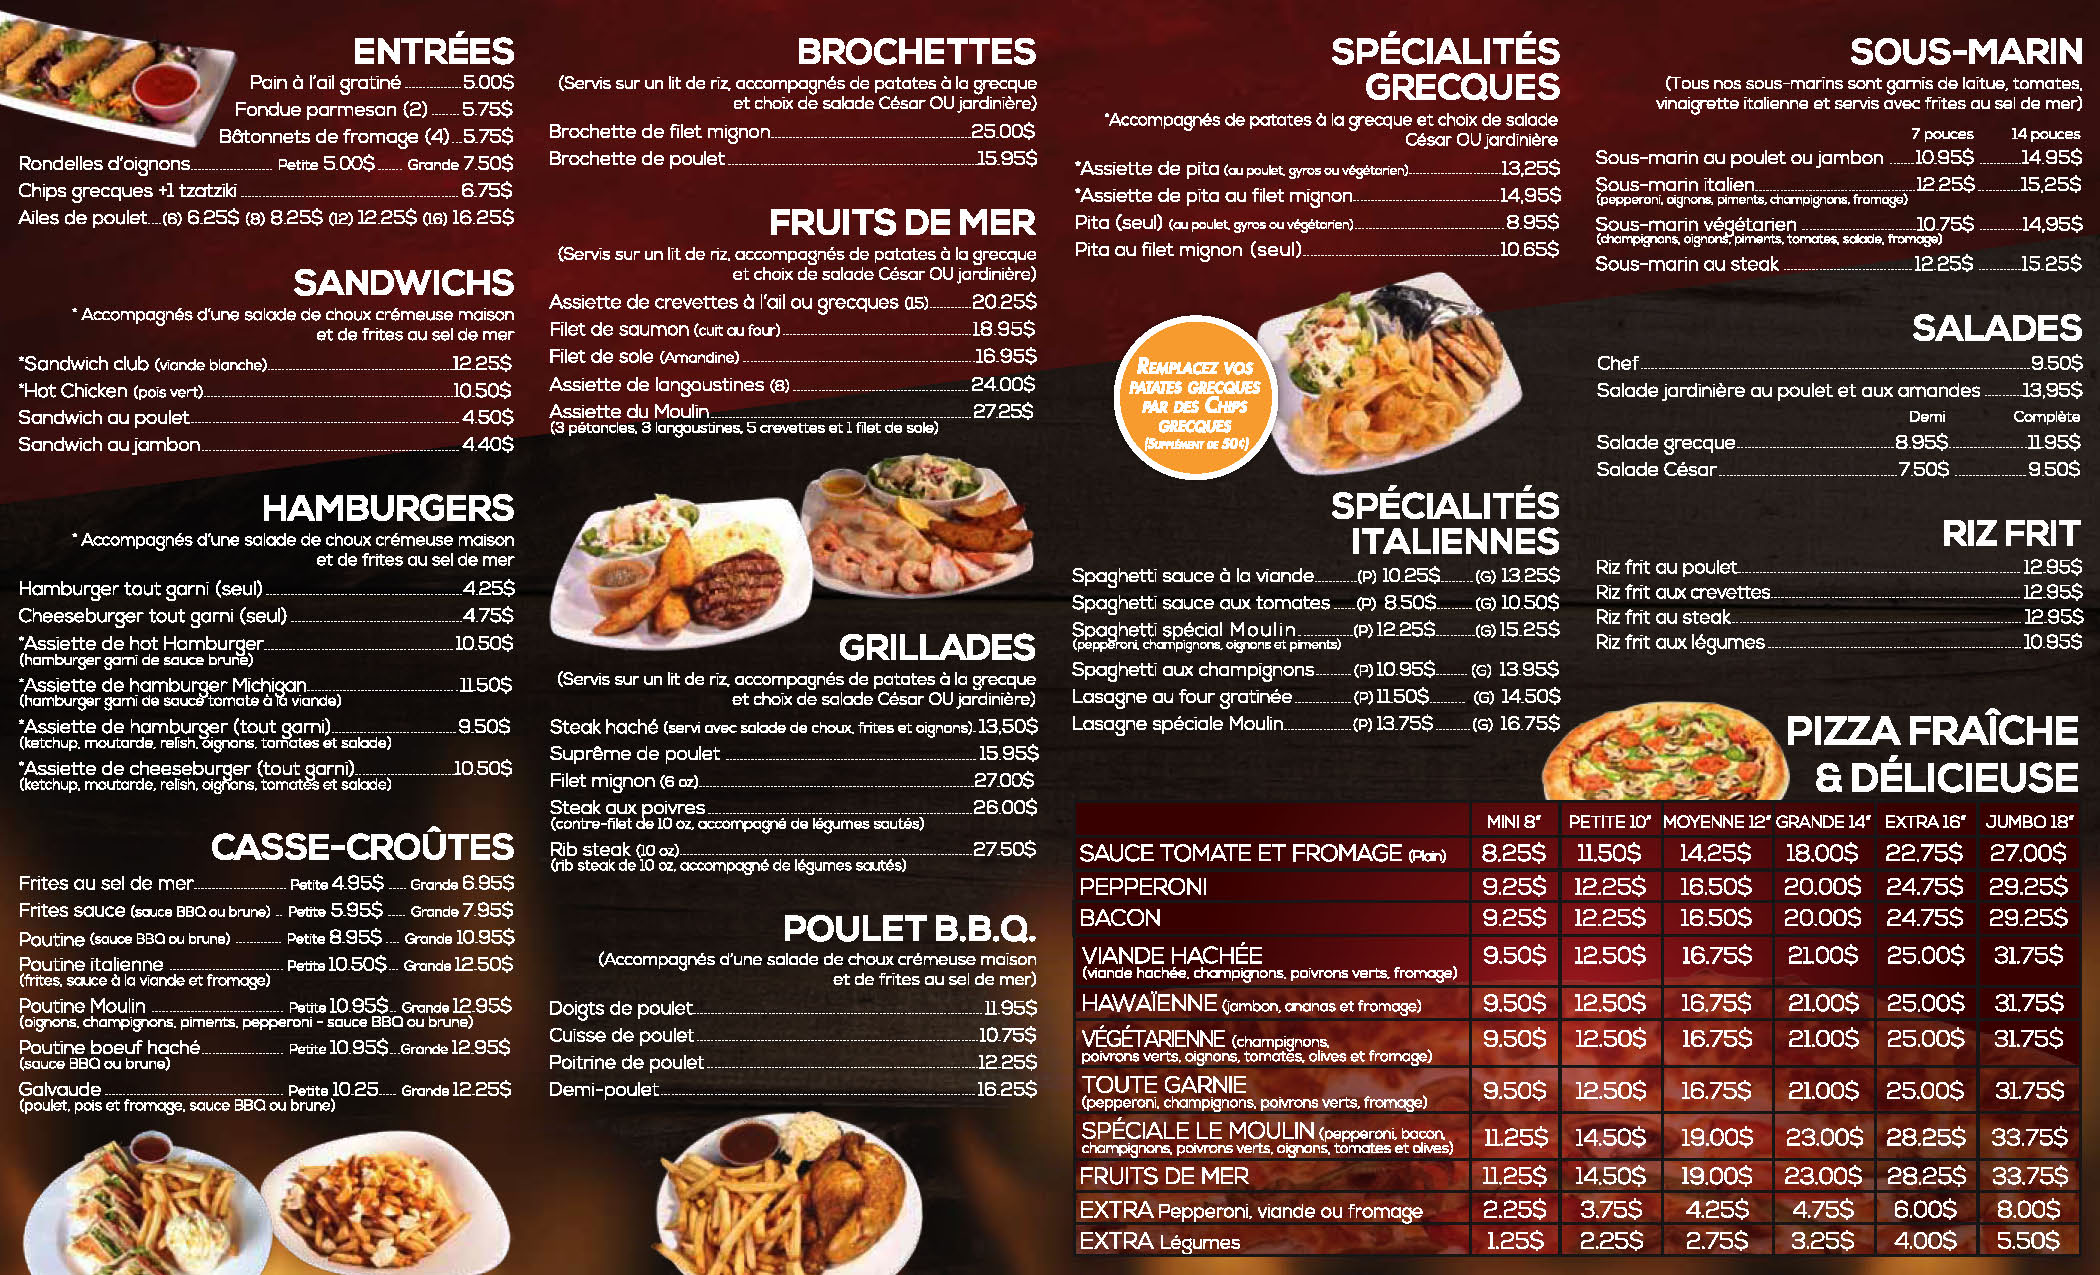 ENTRÉES
Pain à l'ail gratiné 5.00$
Fondue parmesan (2) 5.75$
Bâtonnets de fromage (4) 5.75$
Rondelles d'oignons Petite 5.00$ Grande 7.50$
Chips grecques +1 tzatziki 6.75$
Ailes de poulet (6) 6.25$ (8) 8.25$ (12) 12.25$ (16) 16.25$
SANDWICHS
* Accompagnés d'une salade de choux crémeuse maison
et de frites au sel de mer
*Sandwich club (viande blanche) 12.25$
*Hot Chicken (pois vert) 10.50$
Sandwich au poulet 4.50$
Sandwich au jambon 4.40$
HAMBURGERS
* Accompagnés d'une salade de choux crémeuse maison
et de frites au sel de mer
Hamburger tout garni (seul) 4.25$
Cheeseburger tout garni (seul) 4.75$
*Assiette de hot Hamburger 10.50$
(hamburger garni de sauce brune)
*Assiette de hamburger Michigan 11.50$
(hamburger garni de sauce tomate à la viande)
*Assiette de hamburger (tout garni) 9.50$
(ketchup, moutarde, relish, oignons, tomates et salade)
*Assiette de cheeseburger (tout garni) 10.50$
(ketchup, moutarde, relish, oignons, tomates et salade)
CASSE-CROÛTES
Frites au sel de mer Petite 4.95$ Grande 6.95$
Frites sauce (sauce BBQ ou brune) Petite 5.95$ Grande 7.95$
Poutine (sauce BBQ ou brune) Petite 8.95$ Grande 10.95$
Poutine italienne Petite 10.50$ Grande 12.50$
(frites, sauce à la viande et fromage)
Poutine Moulin Petite 10.95$ Grande 12.95$
(oignons, champignons, piments, pepperoni - sauce BBQ ou brune)
Poutine boeuf haché Petite 10.95$ Grande 12.95$
(sauce BBQ ou brune)
Galvaude Petite 10.25 Grande 12.25$
(poulet, pois et fromage, sauce BBQ ou brune)
BROCHETTES
(Servis sur un lit de riz, accompagnés de patates à la grecque
et choix de salade César OU jardinière)
Brochette de filet mignon 25.00$
Brochette de poulet 15.95$
FRUITS DE MER
(Servis sur un lit de riz, accompagnés de patates à la grecque
et choix de salade César OU jardinière)
Assiette de crevettes à l'ail ou grecques (15) 20.25$
Filet de saumon (cuit au four) 18.95$
Filet de sole (Amandine) 16.95$
Assiette de langoustines (8) 24.00$
Assiette du Moulin 27.25$
(3 pétoncles, 3 langoustines, 5 crevettes et 1 filet de sole)
GRILLADES
(Servis sur un lit de riz, accompagnés de patates à la grecque
et choix de salade César OU jardinière)
Steak haché (servi avec salade de choux, frites et oignons) 13,50$
Suprême de poulet 15.95$
Filet mignon (6 oz) 27.00$
Steak aux poivres 26.00$
(contre-filet de 10 oz, accompagné de légumes sautés)
Rib steak (10 oz) 27.50$
(rib steak de 10 oz, accompagné de légumes sautés)
POULET B.B.Q.
(Accompagnés d'une salade de choux crémeuse maison
et de frites au sel de mer)
Doigts de poulet 11.95$
Cuisse de poulet 10.75$
Poitrine de poulet 12.25$
Demi-poulet 16.25$
SPÉCIALITÉS
GRECQUES
*Accompagnés de patates à la grecque et choix de salade
César OU jardinière
*Assiette de pita (au poulet, gyros ou végétarien) 13,25$
*Assiette de pita au filet mignon 14,95$
Pita (seul) (au poulet, gyros ou végétarien) 8.95$
Pita au filet mignon (seul) 10.65$
REMPLACEZ VOS
PATATES GRECQUES
PAR DES CHIPS
GRECQUES
(SUPPLÉMENT DE 50¢)
SPÉCIALITÉS
ITALIENNES
Spaghetti sauce à la viande (P) 10.25$ (G) 13.25$
Spaghetti sauce aux tomates (P) 8.50$ (G) 10.50$
Spaghetti spécial Moulin (P) 12.25$ (G) 15.25$
(pepperoni, champignons, oignons et piments)
Spaghetti aux champignons (P) 10.95$ (G) 13.95$
Lasagne au four gratinée (P) 11.50$ (G) 14.50$
Lasagne spéciale Moulin (P) 13.75$ (G) 16.75$
SOUS-MARIN
(Tous nos sous-marins sont garnis de laitue, tomates,
vinaigrette italienne et servis avec frites au sel de mer)
7 pouces 14 pouces
Sous-marin au poulet ou jambon 10.95$ 14.95$
Sous-marin italien 12.25$ 15,25$
(pepperoni, oignons, piments, champignons, fromage)
Sous-marin végétarien 10.75$ 14,95$
(champignons, oignons, piments, tomates, salade, fromage)
Sous-marin au steak 12.25$ 15.25$
SALADES
Chef 9.50$
Salade jardinière au poulet et aux amandes 13,95$
Demi Complète
Salade grecque 8.95$ 11.95$
Salade César 7.50$ 9.50$
RIZ FRIT
Riz frit au poulet 12.95$
Riz frit aux crevettes 12.95$
Riz frit au steak 12.95$
Riz frit aux légumes 10.95$
PIZZA FRAÎCHE
& DÉLICIEUSE
MINI 8" PETITE 10" MOYENNE 12" GRANDE 14" EXTRA 16" JUMBO 18"
SAUCE TOMATE ET FROMAGE (Plain) 8.25$ 11.50$ 14.25$ 18.00$ 22.75$ 27.00$
PEPPERONI 9.25$ 12.25$ 16.50$ 20.00$ 24.75$ 29.25$
BACON 9.25$ 12.25$ 16.50$ 20.00$ 24.75$ 29.25$
VIANDE HACHÉE 9.50$ 12.50$ 16.75$ 21.00$ 25.00$ 31.75$
(viande hachée, champignons, poivrons verts, fromage)
HAWAÏENNE (jambon, ananas et fromage) 9.50$ 12.50$ 16.75$ 21.00$ 25.00$ 31.75$
VÉGÉTARIENNE (champignons, 9.50$ 12.50$ 16.75$ 21.00$ 25.00$ 31.75$
poivrons verts, oignons, tomates, olives et fromage)
TOUTE GARNIE 9.50$ 12.50$ 16.75$ 21.00$ 25.00$ 31.75$
(pepperoni, champignons, poivrons verts, fromage)
SPÉCIALE LE MOULIN (pepperoni, bacon, 11.25$ 14.50$ 19.00$ 23.00$ 28.25$ 33.75$
champignons, poivrons verts, oignons, tomates et olives)
FRUITS DE MER 11.25$ 14.50$ 19.00$ 23.00$ 28.25$ 33.75$
EXTRA Pepperoni, viande ou fromage 2.25$ 3.75$ 4.25$ 4.75$ 6.00$ 8.00$
EXTRA Légumes 1.25$ 2.25$ 2.75$ 3.25$ 4.00$ 5.50$